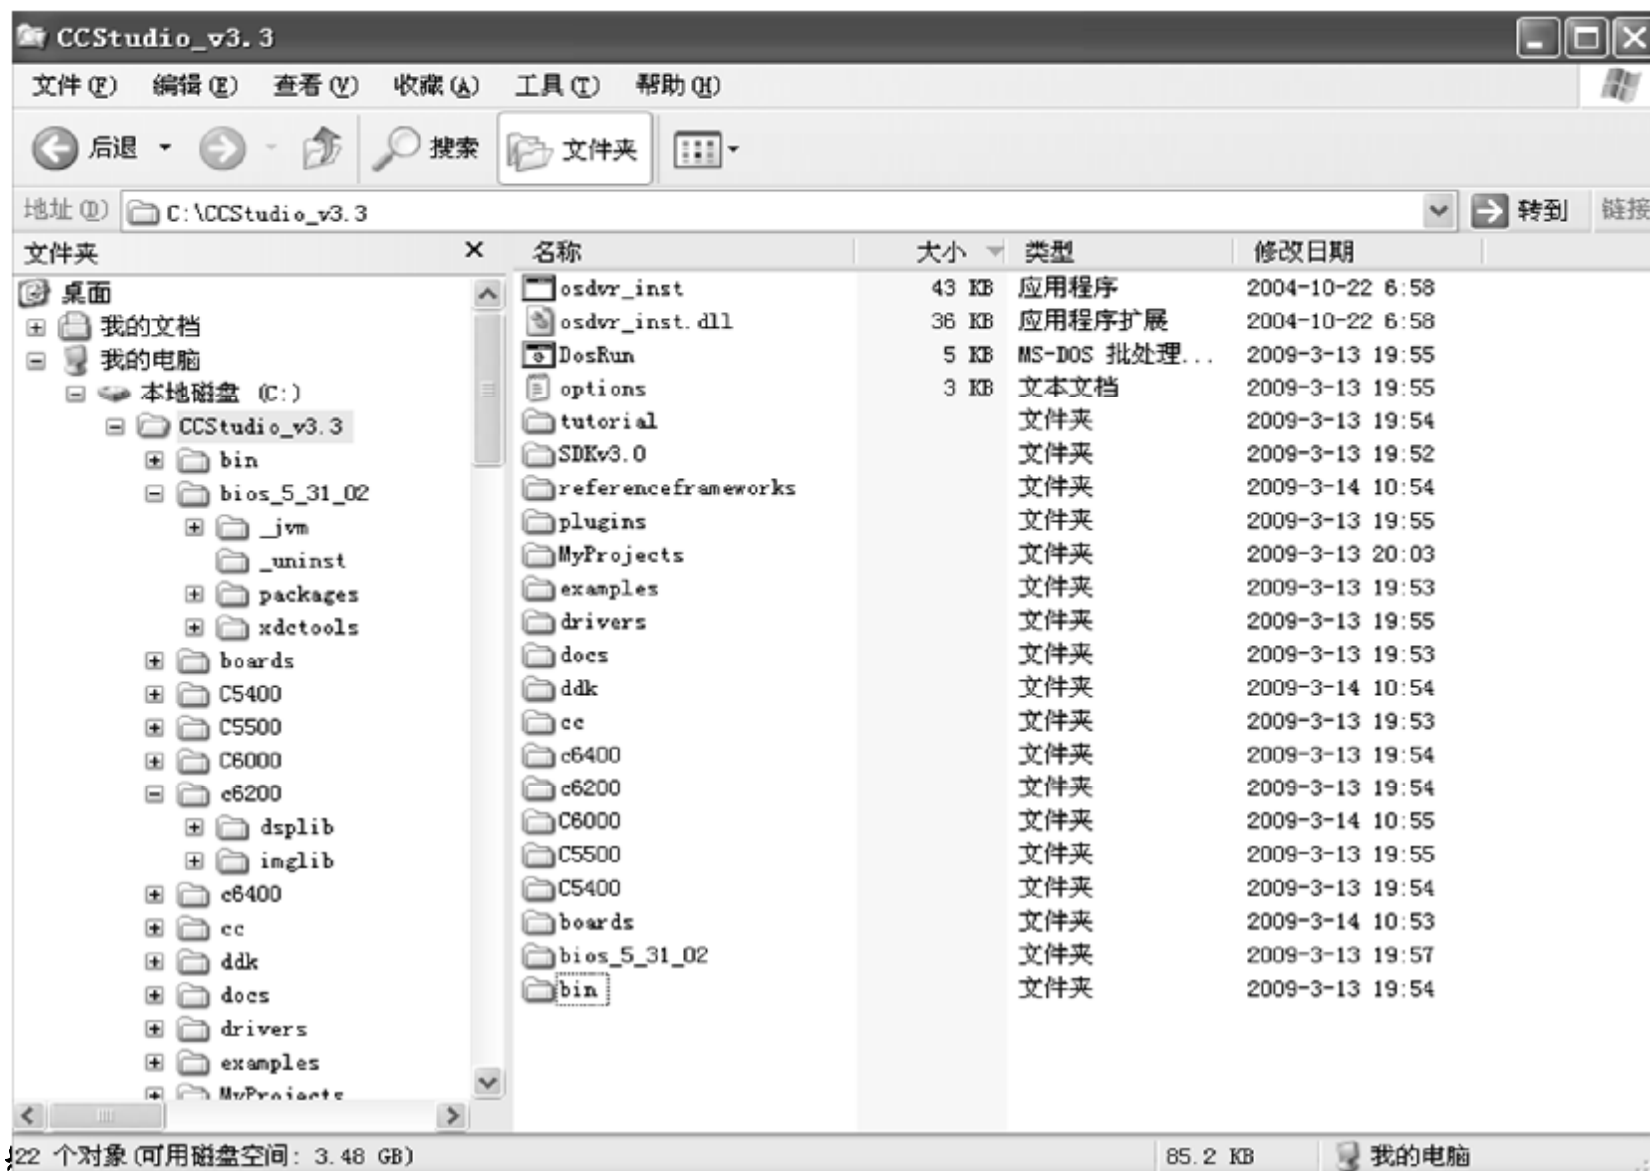 CCStudio_v3.3
文件(F) 编辑(E) 查看(V) 收藏(A) 工具(T) 帮助(H)
后退 搜索 文件夹
地址(D) C:\CCStudio_v3.3 转到 链接
文件夹 名称 大小 类型 修改日期
桌面
我的文档
我的电脑
本地磁盘 (C:)
CCStudio_v3.3
bin
bios_5_31_02
_jvm
_uninst
packages
xdctools
boards
C5400
C5500
C6000
c6200
dsplib
imglib
c6400
cc
ddk
docs
drivers
examples
MyProjects
osdvr_inst 43 KB 应用程序 2004-10-22 6:58
osdvr_inst.dll 36 KB 应用程序扩展 2004-10-22 6:58
DosRun 5 KB MS-DOS 批处理... 2009-3-13 19:55
options 3 KB 文本文档 2009-3-13 19:55
tutorial 文件夹 2009-3-13 19:54
SDKv3.0 文件夹 2009-3-13 19:52
referenceframeworks 文件夹 2009-3-14 10:54
plugins 文件夹 2009-3-13 19:55
MyProjects 文件夹 2009-3-13 20:03
examples 文件夹 2009-3-13 19:53
drivers 文件夹 2009-3-13 19:55
docs 文件夹 2009-3-13 19:53
ddk 文件夹 2009-3-14 10:54
cc 文件夹 2009-3-13 19:53
c6400 文件夹 2009-3-13 19:54
c6200 文件夹 2009-3-13 19:54
C6000 文件夹 2009-3-14 10:55
C5500 文件夹 2009-3-13 19:55
C5400 文件夹 2009-3-13 19:54
boards 文件夹 2009-3-14 10:53
bios_5_31_02 文件夹 2009-3-13 19:57
bin 文件夹 2009-3-13 19:54
22 个对象(可用磁盘空间: 3.48 GB) 85.2 KB 我的电脑